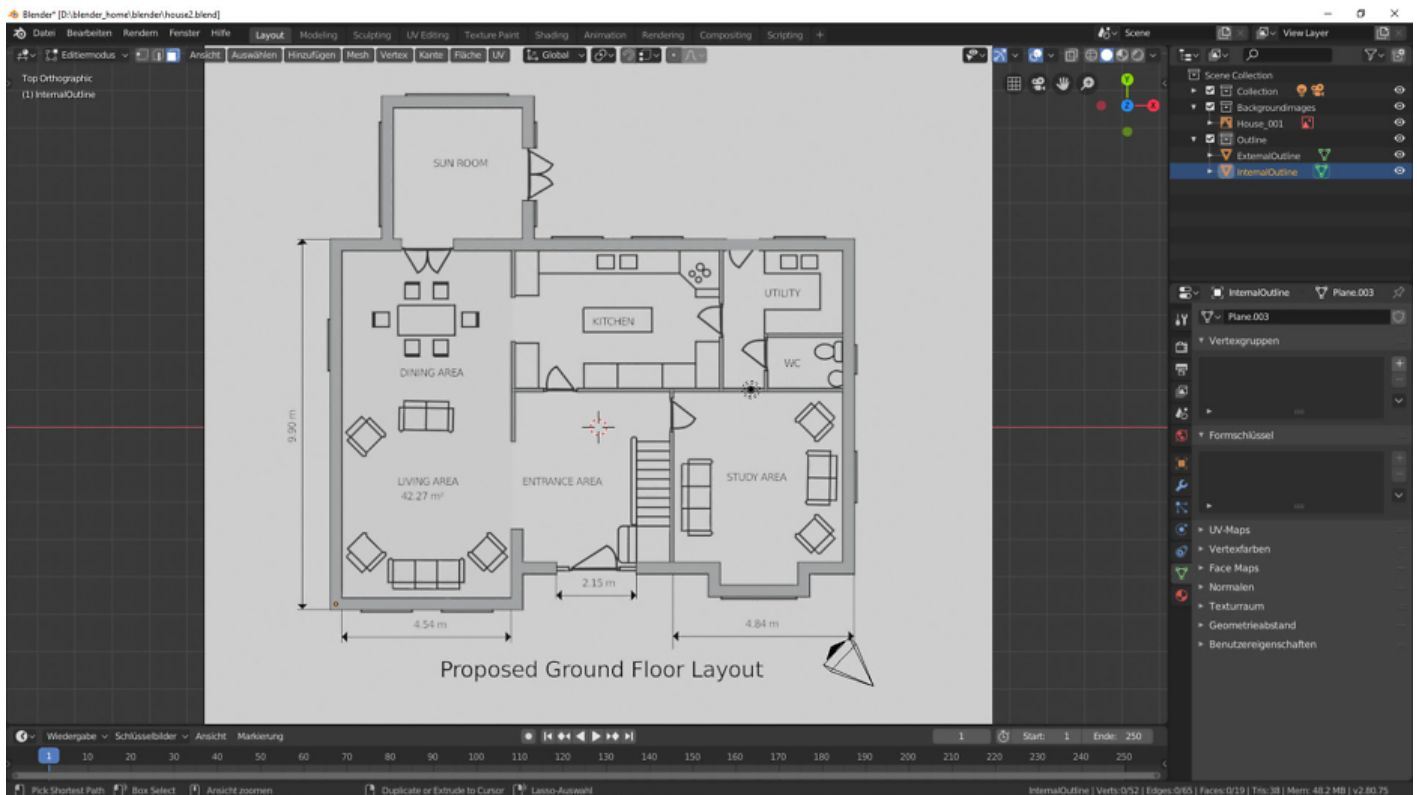 Blender* [D:\blender_home\blender\house2.blend]
Datei Bearbeiten Rendern Fenster Hilfe Layout Modeling Sculpting UV Editing Texture Paint Shading Animation Rendering Compositing Scripting + Scene View Layer
Editiermodus Ansicht Auswählen Hinzufügen Mesh Vertex Kante Fläche UV Global
Top Orthographic
(1) InternalOutline
Y
Z
X
SUN ROOM
UTILITY
KITCHEN
WC
DINING AREA
9.90 m
LIVING AREA
42.27 m²
ENTRANCE AREA
STUDY AREA
2.15 m
4.54 m
4.84 m
Proposed Ground Floor Layout
Scene Collection
Collection
Backgroundimages
House_001
Outline
ExternalOutline
InternalOutline
InternalOutline Plane.003
Plane.003
Vertexgruppen
Formschlüssel
UV-Maps
Vertexfarben
Face Maps
Normalen
Texturraum
Geometrieabstand
Benutzereigenschaften
Wiedergabe Schlüsselbilder Ansicht Markierung 1 Start: 1 Ende: 250
1 10 20 30 40 50 60 70 80 90 100 110 120 130 140 150 160 170 180 190 200 210 220 230 240 250
Pick Shortest Path Box Select Ansicht zoomen Duplicate or Extrude to Cursor Lasso-Auswahl InternalOutline | Verts:0/52 | Edges:0/65 | Faces:0/19 | Tris:38 | Mem: 48.2 MB | v2.80.75